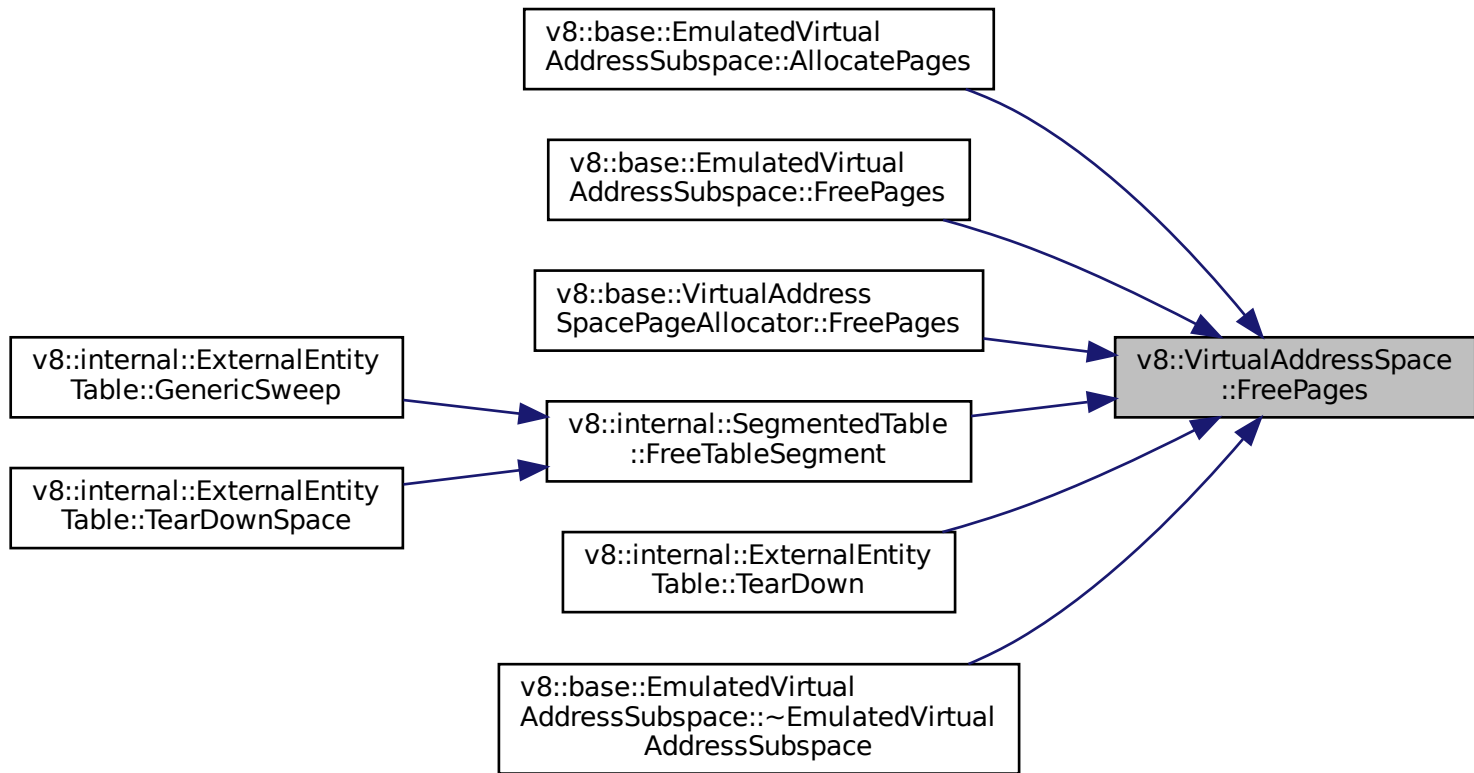 v8::base::EmulatedVirtual
AddressSubspace::AllocatePages
v8::base::EmulatedVirtual
AddressSubspace::FreePages
v8::base::VirtualAddress
SpacePageAllocator::FreePages
v8::internal::ExternalEntity
Table::GenericSweep
v8::VirtualAddressSpace
::FreePages
v8::internal::SegmentedTable
::FreeTableSegment
v8::internal::ExternalEntity
Table::TearDownSpace
v8::internal::ExternalEntity
Table::TearDown
v8::base::EmulatedVirtual
AddressSubspace::~EmulatedVirtual
AddressSubspace